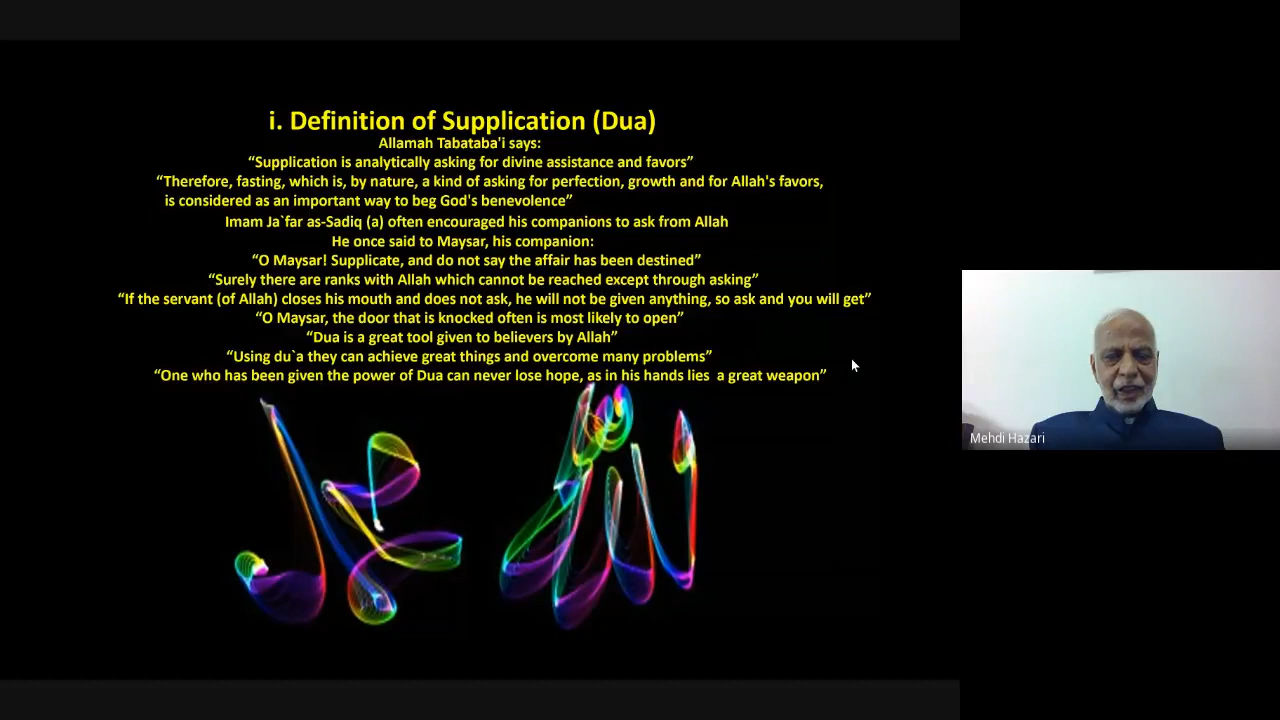 i. Definition of Supplication (Dua)
Allamah Tabataba'i says:
“Supplication is analytically asking for divine assistance and favors”
“Therefore, fasting, which is, by nature, a kind of asking for perfection, growth and for Allah's favors,
is considered as an important way to beg God's benevolence”
Imam Ja`far as-Sadiq (a) often encouraged his companions to ask from Allah
He once said to Maysar, his companion:
“O Maysar! Supplicate, and do not say the affair has been destined”
“Surely there are ranks with Allah which cannot be reached except through asking”
“If the servant (of Allah) closes his mouth and does not ask, he will not be given anything, so ask and you will get”
“O Maysar, the door that is knocked often is most likely to open”
“Dua is a great tool given to believers by Allah”
“Using du`a they can achieve great things and overcome many problems”
“One who has been given the power of Dua can never lose hope, as in his hands lies a great weapon”
Mehdi Hazari